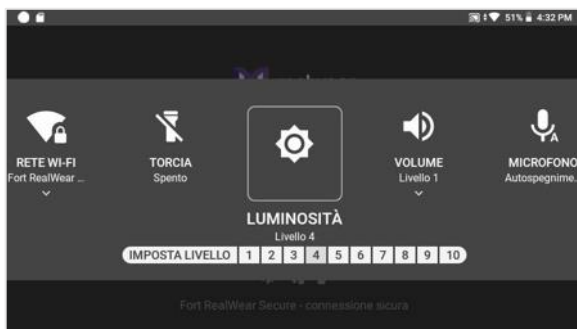 51% 4:32 PM
realwear
RETE WI-FI
Fort RealWear ...
TORCIA
Spento
VOLUME
Livello 1
MICROFONO
Autospegnime.
A
LUMINOSITÀ
Livello 4
IMPOSTA LIVELLO 1 2 3 4 5 6 7 8 9 10
Fort RealWear Secure - connessione sicura